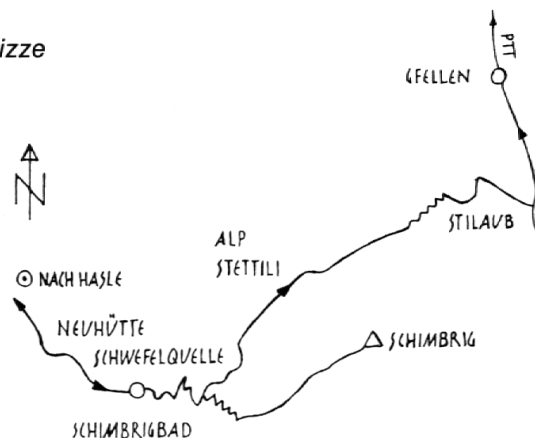 izze
PTT
GFELLEN
N
STILAUB
ALP
STETTILI
NACH HASLE
NEUHÜTTE
SCHWEFELQUELLE
SCHIMBRIG
SCHIMBRIGBAD